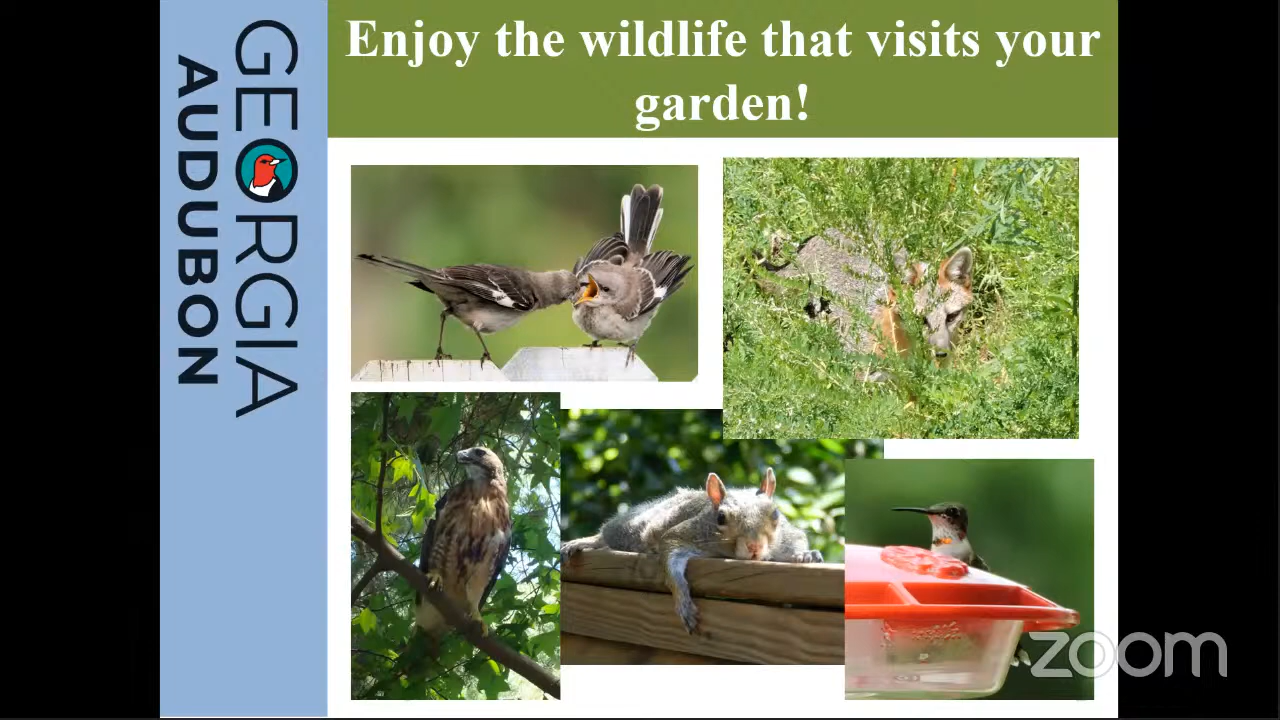 GEORGIA
AUDUBON
Enjoy the wildlife that visits your
garden!
zoom